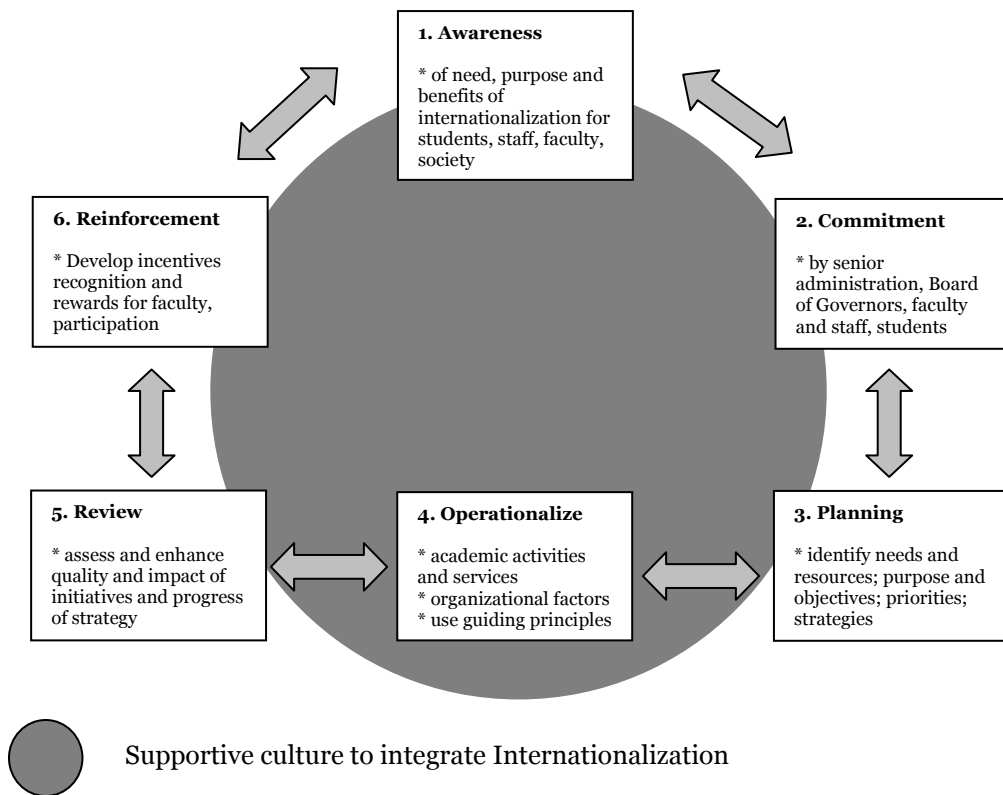 1. Awareness
* of need, purpose and
benefits of
internationalization for
students, staff, faculty,
society
2. Commitment
* by senior
administration, Board
of Governors, faculty
and staff, students
3. Planning
* identify needs and
resources; purpose and
objectives; priorities;
strategies
4. Operationalize
* academic activities
and services
* organizational factors
* use guiding principles
5. Review
* assess and enhance
quality and impact of
initiatives and progress
of strategy
6. Reinforcement
* Develop incentives
recognition and
rewards for faculty,
participation
Supportive culture to integrate Internationalization